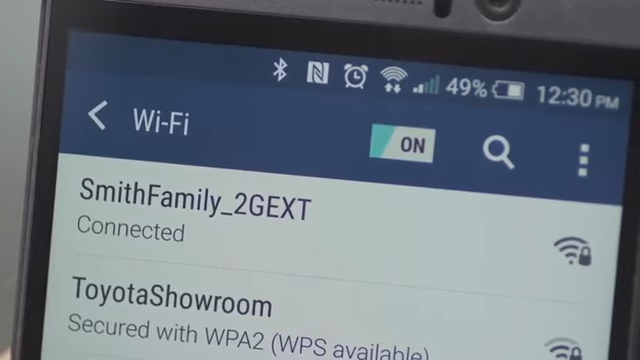 49% 12:30 PM
Wi-Fi ON
SmithFamily_2GEXT
Connected
ToyotaShowroom
Secured with WPA2 (WPS available)